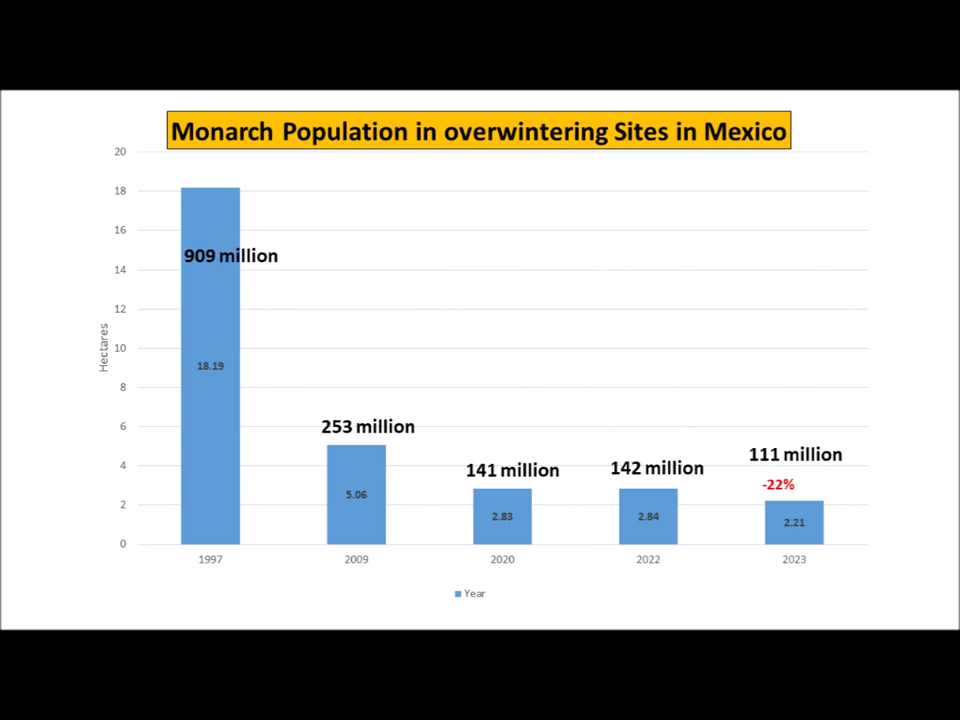 Monarch Population in overwintering Sites in Mexico
20
18
16
14
12
10
8
6
4
2
0
Hectares
909 million
18.19
253 million
5.06
141 million
2.83
142 million
2.84
111 million
-22%
2.21
1997 2009 2020 2022 2023
Year